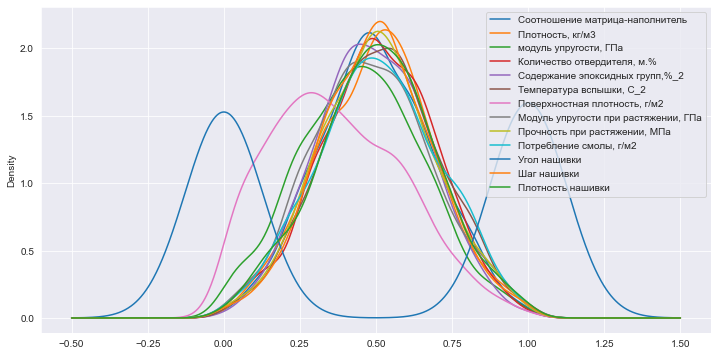 Соотношение матрица-наполнитель
Плотность, кг/м3
модуль упругости, ГПа
Количество отвердителя, м.%
Содержание эпоксидных групп,%_2
Температура вспышки, С_2
Поверхностная плотность, г/м2
Модуль упругости при растяжении, ГПа
Прочность при растяжении, МПа
Потребление смолы, г/м2
Угол нашивки
Шаг нашивки
Плотность нашивки
Density
2.0
1.5
1.0
0.5
0.0
−0.50 −0.25 0.00 0.25 0.50 0.75 1.00 1.25 1.50